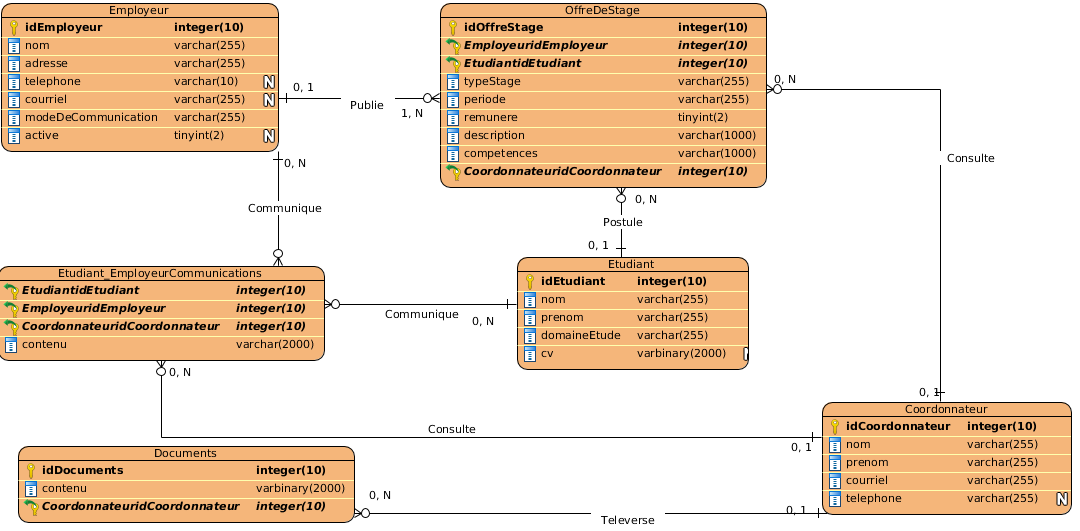 Employeur
idEmployeur integer(10)
nom varchar(255)
adresse varchar(255)
telephone varchar(10) N
courriel varchar(255) N
modeDeCommunication varchar(255)
active tinyint(2) N
OffreDeStage
idOffreStage integer(10)
EmployeuridEmployeur integer(10)
EtudiantidEtudiant integer(10)
typeStage varchar(255)
periode varchar(255)
remunere tinyint(2)
description varchar(1000)
competences varchar(1000)
CoordonnateuridCoordonnateur integer(10)
0, 1
Publie
1, N
0, N
Consulte
0, 1
0, N
Communique
0, N
Postule
0, 1
Etudiant_EmployeurCommunications
EtudiantidEtudiant integer(10)
EmployeuridEmployeur integer(10)
CoordonnateuridCoordonnateur integer(10)
contenu varchar(2000)
Communique
0, N
Etudiant
idEtudiant integer(10)
nom varchar(255)
prenom varchar(255)
domaineEtude varchar(255)
cv varbinary(2000)
0, N
Consulte
0, 1
Coordonnateur
idCoordonnateur integer(10)
nom varchar(255)
prenom varchar(255)
courriel varchar(255)
telephone varchar(255) N
Documents
idDocuments integer(10)
contenu varbinary(2000)
CoordonnateuridCoordonnateur integer(10)
0, N
Televerse
0, 1